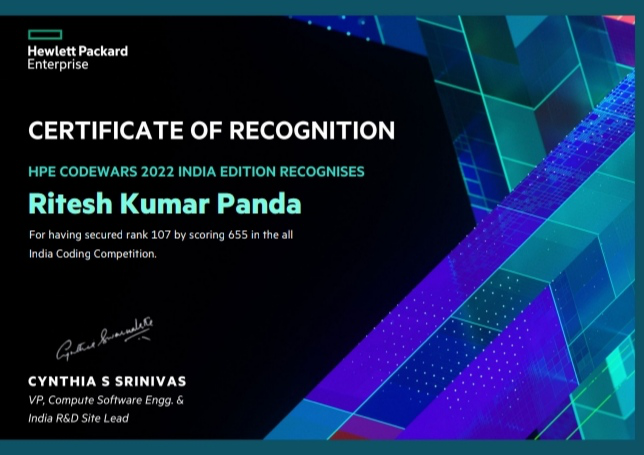 Hewlett Packard
Enterprise
CERTIFICATE OF RECOGNITION
HPE CODEWARS 2022 INDIA EDITION RECOGNISES
Ritesh Kumar Panda
For having secured rank 107 by scoring 655 in the all
India Coding Competition.
CYNTHIA S SRINIVAS
VP, Compute Software Engg. &
India R&D Site Lead